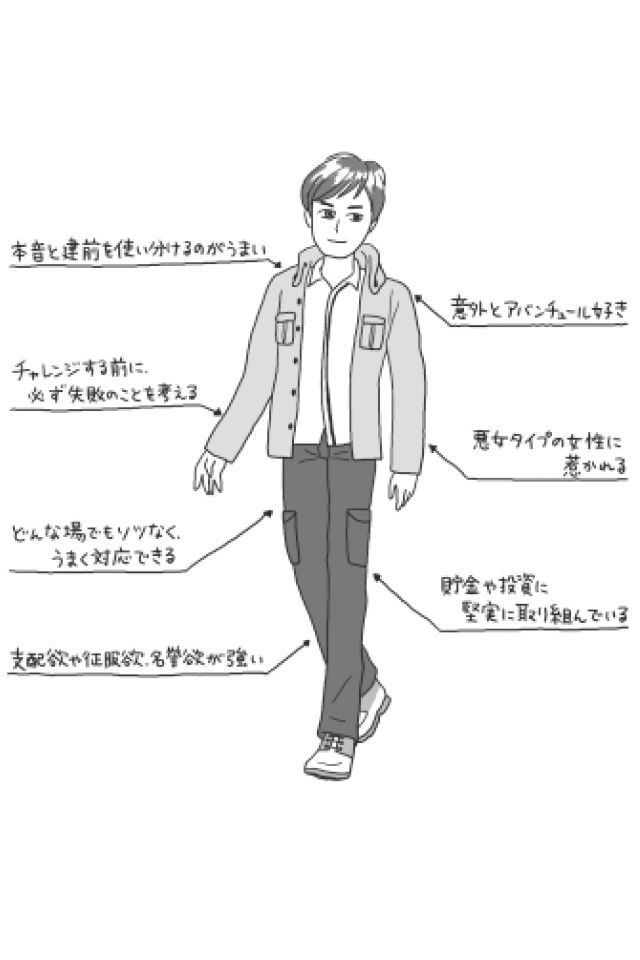 本音と建前を使い分けるのがうまい
意外とアバンチュール好き
チャレンジする前に、
必ず失敗のことを考える
悪女タイプの女性に
惹かれる
どんな場でもソツなく、
うまく対応できる
貯金や投資に
堅実に取り組んでいる
支配欲や征服欲、名誉欲が強い